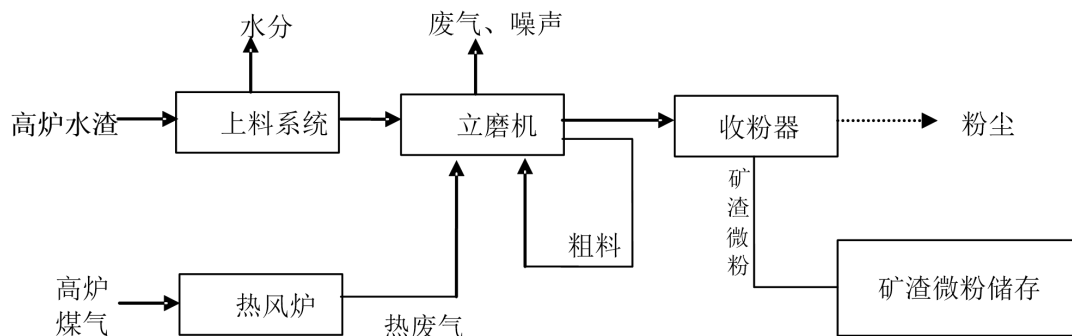 水分
废气、噪声
高炉水渣
上料系统
立磨机
收粉器
粉尘
矿渣微粉
粗料
高炉
煤气
热风炉
热废气
矿渣微粉储存